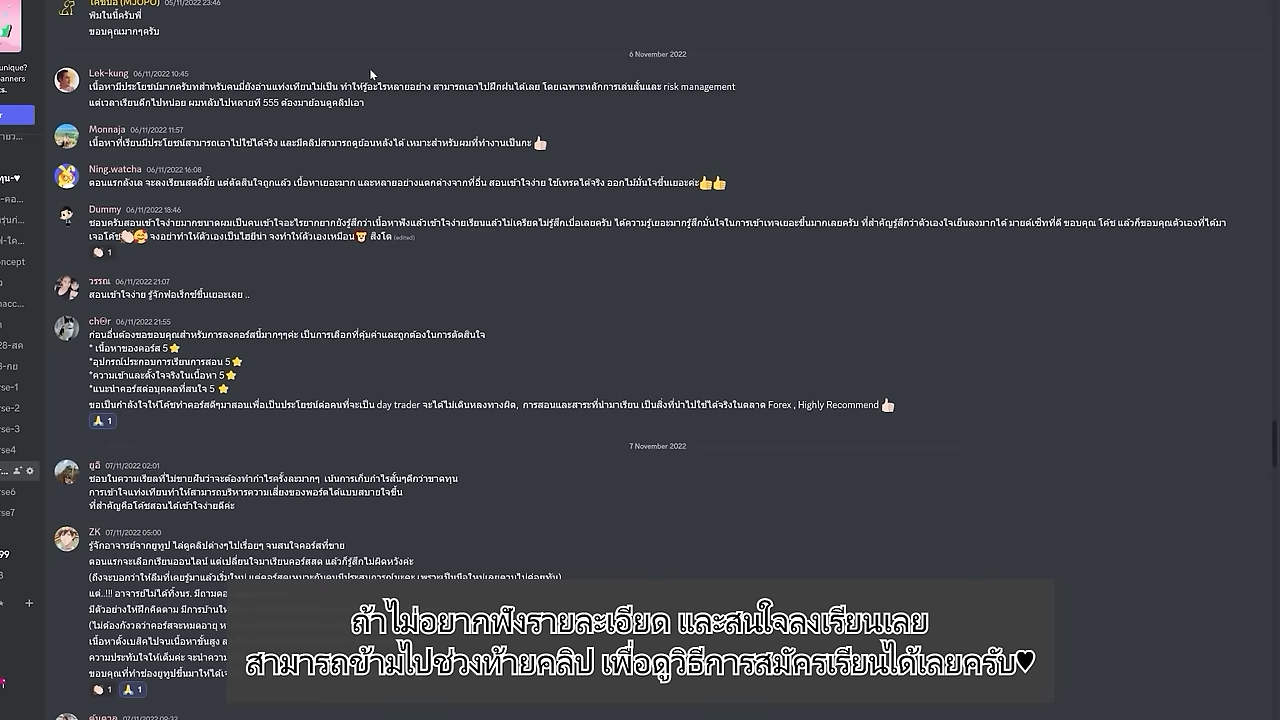 โค้ชบอ (MJOPO) 05/11/2022 23:46
พิมในนี้ครับพี่
ขอบคุณมากๆครับ
unique?
anners
ts.
6 November 2022
Lek-kung 06/11/2022 10:45
เนื้อหามีประโยชน์มากครับทสำหรับคนมี่ยังอ่านแท่งเทียนไม่เป็น ทำให้รู้อะไรหลายอย่าง สามารถเอาไปฝึกฝนได้เลย โดยเฉพาะหลักการเล่นสั้นและ risk management
แต่เวลาเรียนดึกไปหน่อย ผมหลับไปหลายที 555 ต้องมาย้อนดูคลิปเอา
Monnaja 06/11/2022 11:57
เนื้อหาที่เรียนมีประโยชน์สามารถเอาไปใช้ได้จริง และมีคลิปสามารถดูย้อนหลังได้ เหมาะสำหรับผมที่ทำงานเป็นกะ 👍🏻
Ning.watcha 06/11/2022 16:08
ตอนแรกลังเล จะลงเรียนสดดีมั้ย แต่ตัดสินใจถูกแล้ว เนื้อหาเยอะมาก และหลายอย่างแตกต่างจากที่อื่น สอนเข้าใจง่าย ใช้เทรดได้จริง ออกไม้มั่นใจขึ้นเยอะค่ะ👍👍
Dummy 06/11/2022 18:46
ชอบครับสอนเข้าใจง่ายมากขนาดผมเป็นคนเข้าใจอะไรยากยากยังรู้สึกว่าเนื้อหาฟังแล้วเข้าใจง่ายเรียนแล้วไม่เครียดไม่รู้สึกเบื่อเลยครับ ได้ความรู้เยอะมากรู้สึกมั่นใจในการเข้าเทจเยอะขึ้นมากเลยครับ ที่สำคัญรู้สึกว่าตัวเองใจเย็นลงมากได้ มายด์เซ็ทที่ดี ขอบคุณ โค้ช แล้วก็ขอบคุณตัวเองที่ได้มา
เจอโค้ช👏🏻🥰 จงอย่าทำให้ตัวเองเป็นไฮยีน่า จงทำให้ตัวเองเหมือน🦁 สิงโต (edited)
👏🏻 1
วรรณ 06/11/2022 21:07
สอนเข้าใจง่าย รู้จักฟอเร็กซ์ขึ้นเยอะเลย ..
chΘr 06/11/2022 21:55
ก่อนอื่นต้องขอขอบคุณสำหรับการลงคอร์สนี้มากๆๆค่ะ เป็นการเลือกที่คุ้มค่าและถูกต้องในการตัดสินใจ
* เนื้อหาของคอร์ส 5⭐
*อุปกรณ์ประกอบการเรียนการสอน 5⭐
*ความเข้าและตั้งใจจริงในเนื้อหา 5⭐
*แนะนำคอร์สต่อบุคคลที่สนใจ 5 ⭐
ขอเป็นกำลังใจให้โค้ชทำคอร์สดีๆมาสอนเพื่อเป็นประโยชน์ต่อคนที่จะเป็น day trader จะได้ไม่เดินหลงทางผิด, การสอนและสาระที่นำมาเรียน เป็นสิ่งที่นำไปใช้ได้จริงในตลาด Forex , Highly Recommend 👍🏻
🙏 1
7 November 2022
ยูอิ 07/11/2022 02:01
ชอบในความเรียลที่ไม่ขายฝันว่าจะต้องทำกำไรครั้งละมากๆ เน้นการเก็บกำไรสั้นๆดีกว่าขาดทุน
การเข้าใจแท่งเทียนทำให้สามารถบริหารความเสี่ยงของพอร์ตได้แบบสบายใจขึ้น
ที่สำคัญคือโค้ชสอนได้เข้าใจง่ายดีค่ะ
ZK 07/11/2022 05:00
รู้จักอาจารย์จากยูทูป ไล่ดูคลิปต่างๆไปเรื่อยๆ จนสนใจคอร์สที่ขาย
ตอนแรกจะเลือกเรียนออนไลน์ แต่เปลี่ยนใจมาเรียนคอร์สสด แล้วก็รู้สึกไม่ผิดหวังค่ะ
(ถึงจะบอกว่าให้ลืมที่เคยรู้มาแล้วเริ่มใหม่ แต่คอร์สสดเหมาะกับคนมีประสบการณ์นะคะ เพราะเป็นมือใหม่เลยตามไม่ค่อยทัน)
แต่..!!! อาจารย์ไม่ได้ทิ้งนร. มีถามตอ
มีตัวอย่างให้ฝึกคิดตาม มีการบ้านให
(ไม่ต้องกังวลว่าคอร์สจะหมดอายุ ห
เนื้อหาตั้งเบสิคไปจนเนื้อหาขั้นสูง ส
ความประทับใจให้เต็มค่ะ จะนำความ
ขอบคุณที่ทำช่องยูทูปขึ้นมาให้ได้เ
👏🏻 1 🙏 1
07/11/2022 09:32
oncept
nacc...
28-สด
3-กย
rse-1
rse-2
rse-3
rse4
rse6
rse7
99
ถ้าไม่อยากฟังรายละเอียด และสนใจลงเรียนเลย
สามารถข้ามไปช่วงท้ายคลิป เพื่อดูวิธีการสมัครเรียนได้เลยครับ♥